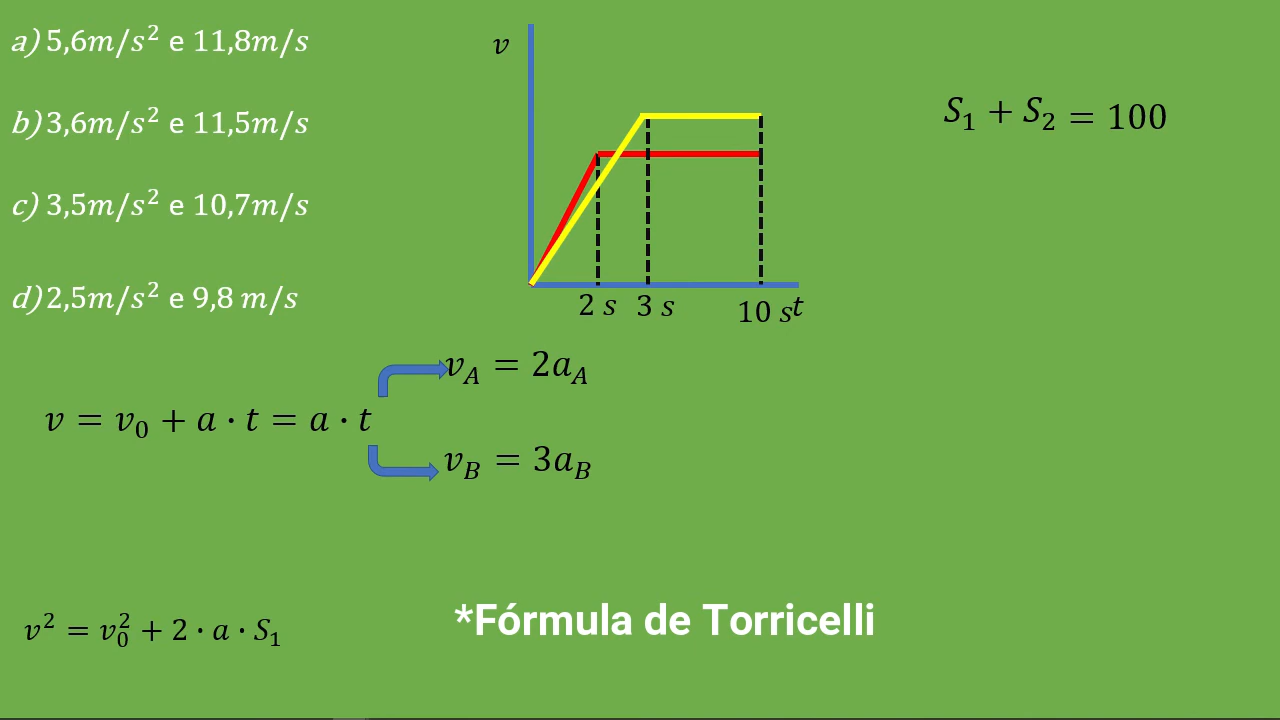 a) 5,6m/s² e 11,8m/s
b) 3,6m/s² e 11,5m/s
c) 3,5m/s² e 10,7m/s
d) 2,5m/s² e 9,8 m/s
v
2 s
3 s
10 s
t
S₁ + S₂ = 100
v = v₀ + a · t = a · t
v_A = 2a_A
v_B = 3a_B
v² = v₀² + 2 · a · S₁
*Fórmula de Torricelli